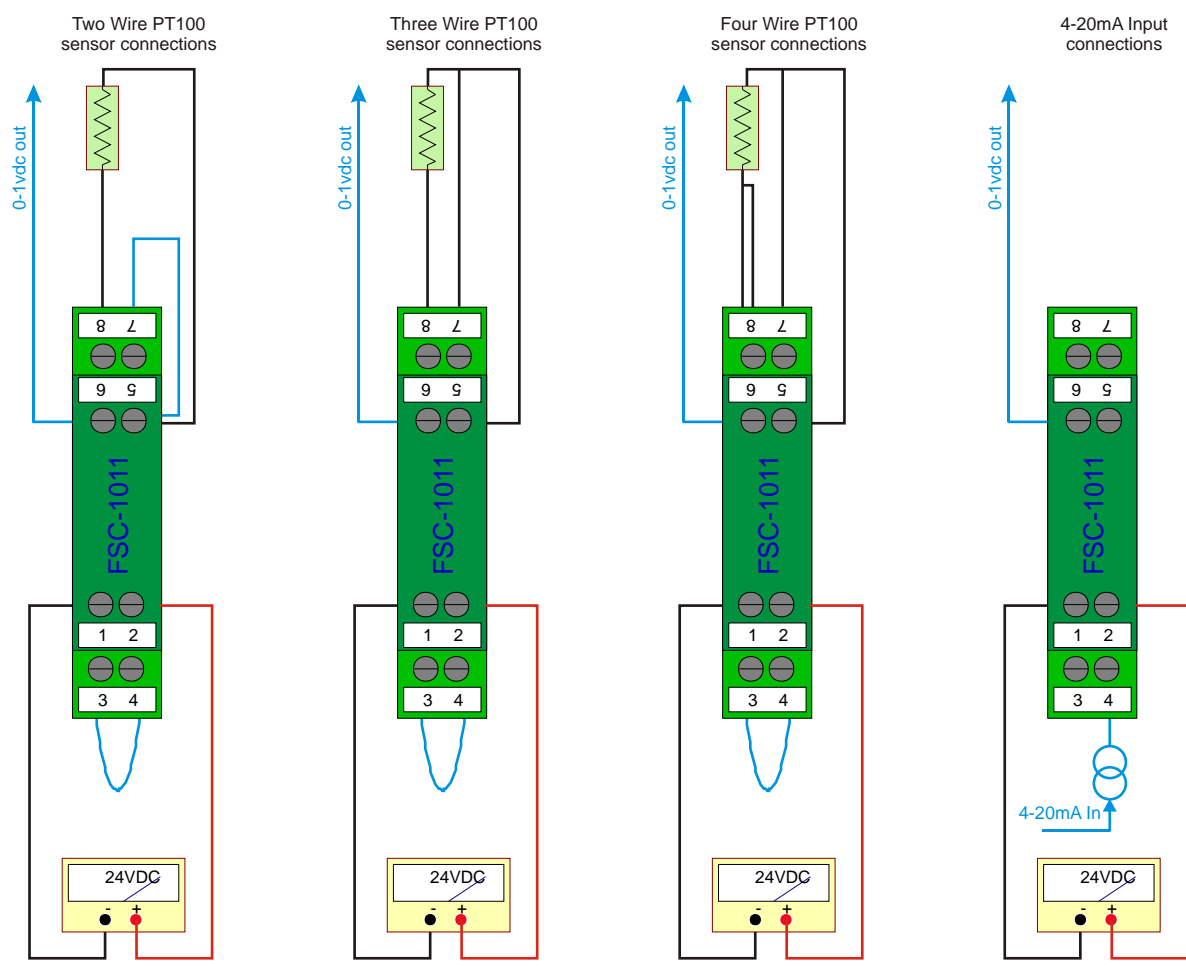 Two Wire PT100
sensor connections
0-1vdc out
8 7
6 5
FSC-1011
1 2
3 4
24VDC
- +
Three Wire PT100
sensor connections
0-1vdc out
8 7
6 5
FSC-1011
1 2
3 4
24VDC
- +
Four Wire PT100
sensor connections
0-1vdc out
8 7
6 5
FSC-1011
1 2
3 4
24VDC
- +
4-20mA Input
connections
0-1vdc out
8 7
6 5
1 2
3 4
4-20mA In
24VDC
- +